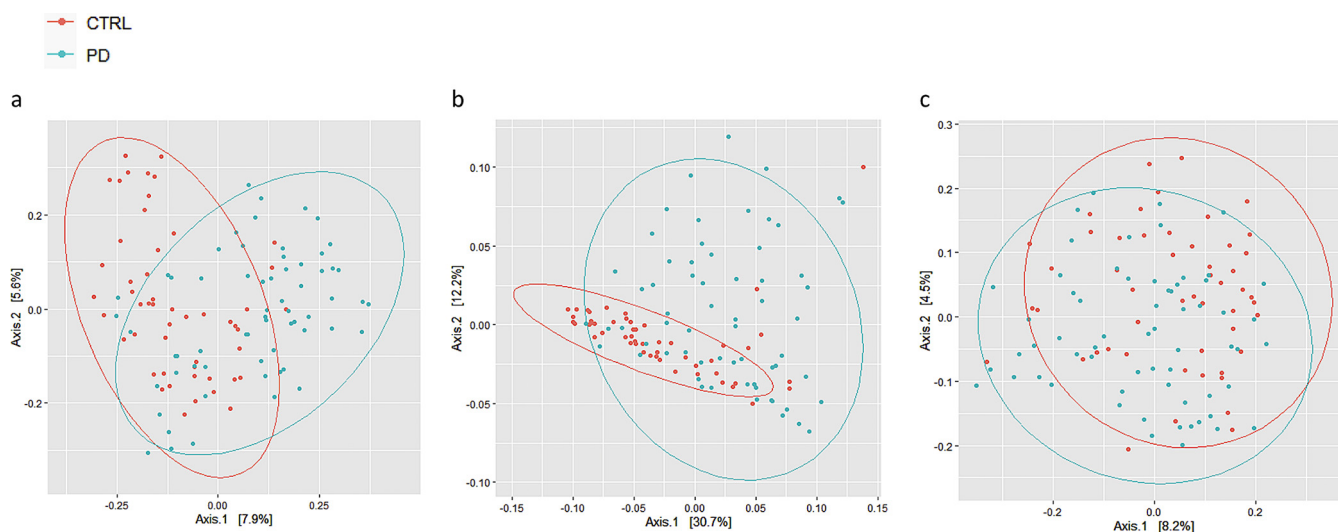 CTRL
PD
a
b
c
0.2
0.0
-0.2
Axis.2 [5.6%]
-0.25
0.00
0.25
Axis.1 [7.9%]
0.10
0.05
0.00
-0.05
-0.10
Axis.2 [12.2%]
-0.15
-0.10
-0.05
0.00
0.05
0.10
0.15
Axis.1 [30.7%]
0.3
0.2
0.1
0.0
-0.1
-0.2
Axis.2 [4.5%]
-0.2
0.0
0.2
Axis.1 [8.2%]